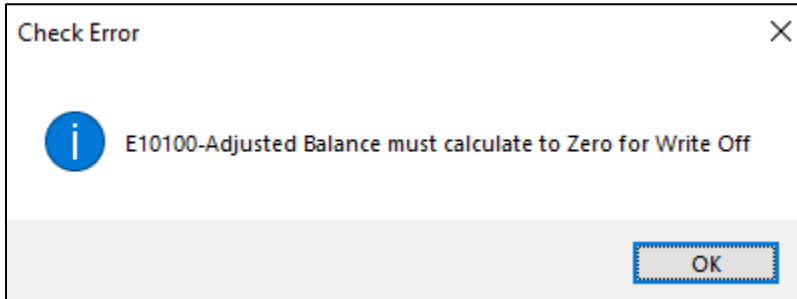 Check Error
E10100-Adjusted Balance must calculate to Zero for Write Off
OK